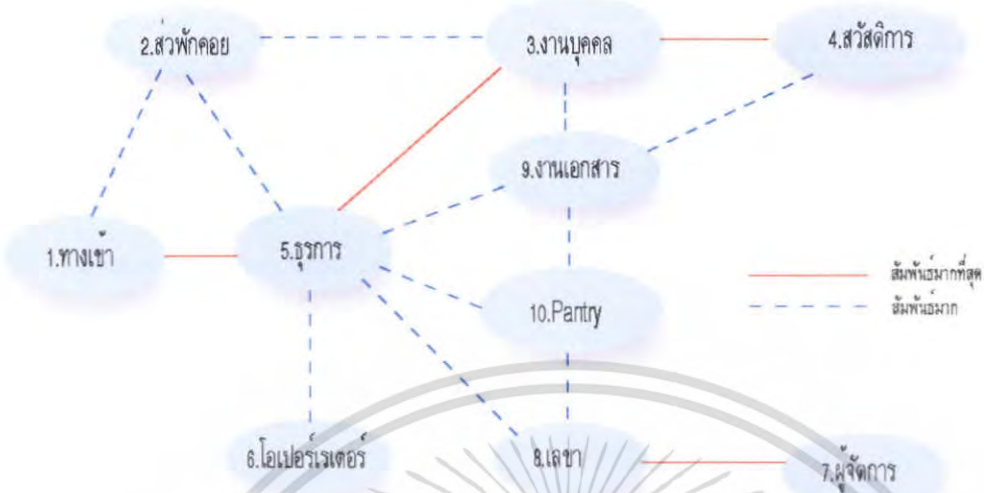 2.ส่วพักคอย
3.งานบุคคล
4.สวัสดิการ
9.งานเอกสาร
1.ทางเข้า
5.ธุรการ
สัมพันธ์มากที่สุด
สัมพันธ์มาก
10.Pantry
6.โอเปอร์เรเตอร์
8.เลขา
7.ผู้จัดการ